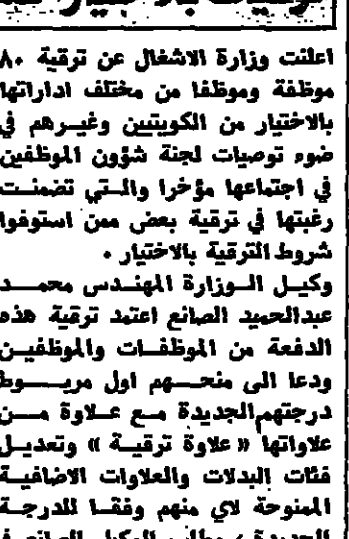 اعلنت وزارة الاشغال عن ترقية ٨٠
موظفة وموظفا من مختلف اداراتها
بالاختيار من الكويتيين وغيرهم في
ضوء توصيات لجنة شؤون الموظفين
في اجتماعها مؤخرا والتي تضمنت
رغبتها في ترقية بعض ممن استوفوا
شروط الترقية بالاختيار .
وكيل الوزارة المهندس محمد
عبدالحميد الصانع اعتمد ترقية هذه
الدفعة من الموظفات والموظفين
ودعا الى منحهم اول مربوط
درجتهم الجديدة مع علاوة من
علاواتها « علاوة ترقية » وتعديل
فئات البدلات والعلاوات الاضافية
الممنوحة لاي منهم وفقا للدرجة